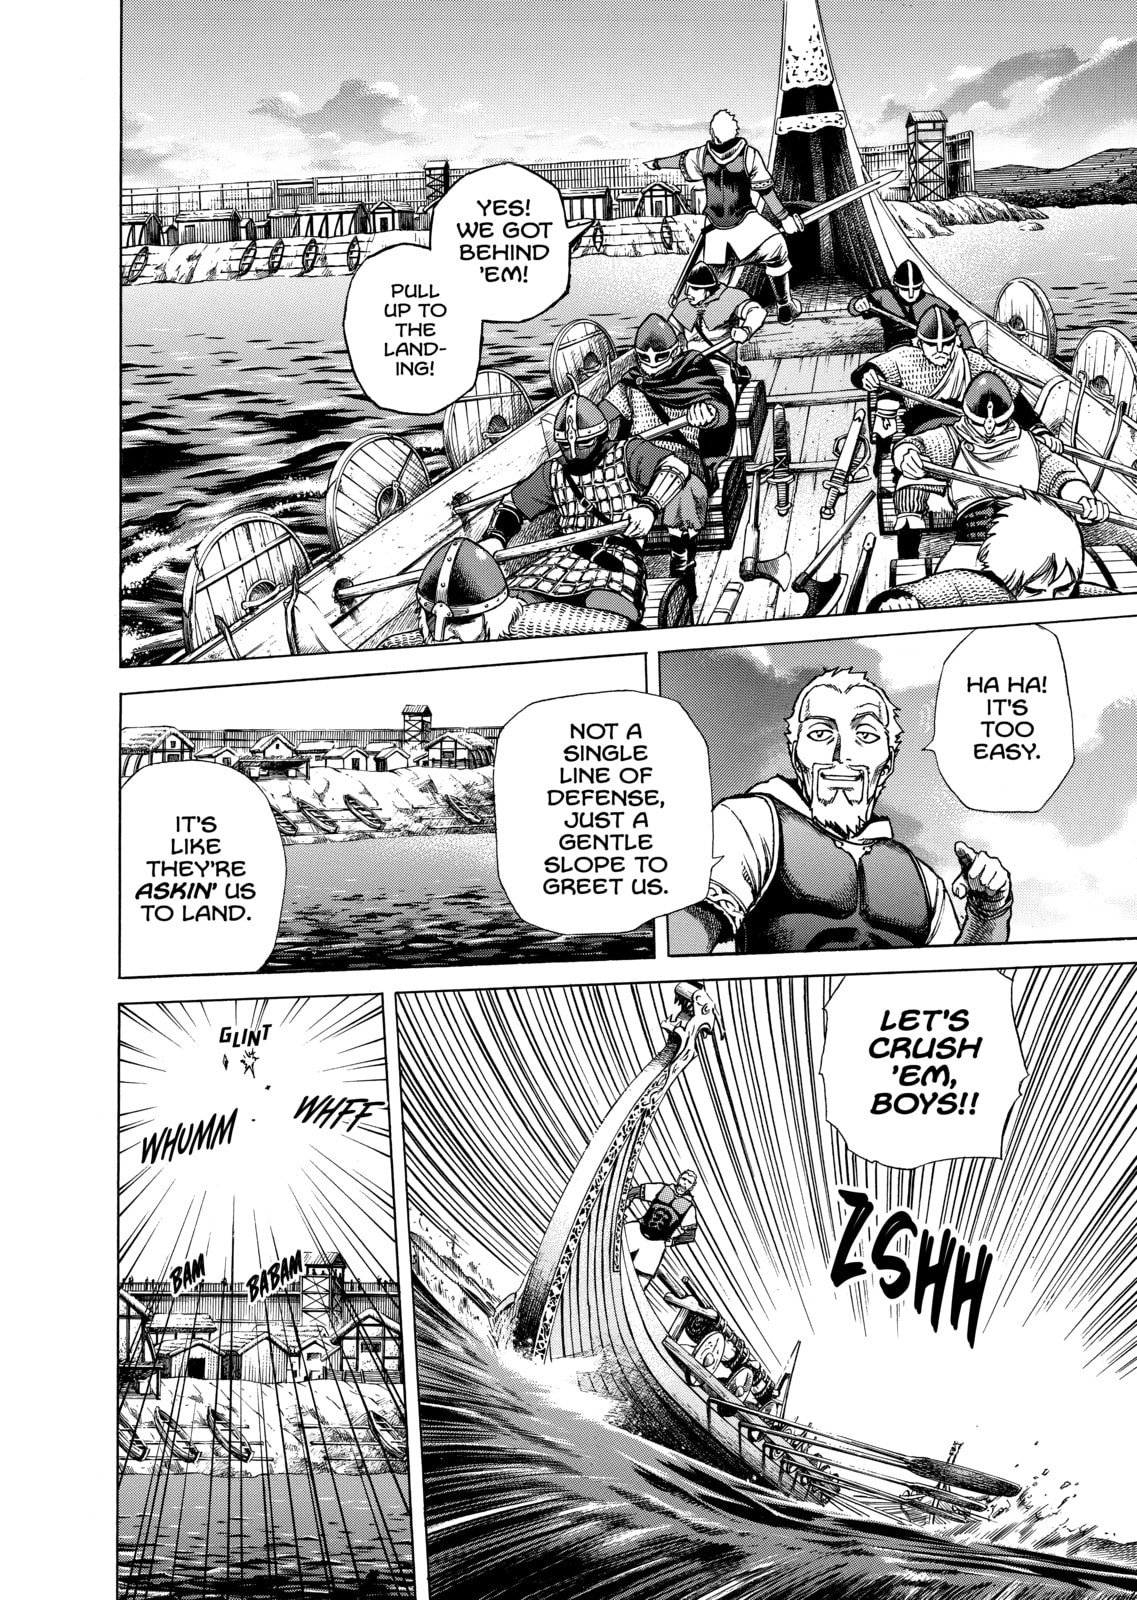 YES!
WE GOT
BEHIND
'EM!
PULL
UP TO
THE
LAND-
ING!
HA HA!
IT'S
TOO
EASY.
NOT A
SINGLE
LINE OF
DEFENSE,
JUST A
GENTLE
SLOPE TO
GREET US.
IT'S
LIKE
THEY'RE
ASKIN' US
TO LAND.
LET'S
CRUSH
'EM,
BOYS!!
ZSHH
GLINT
WHFF
WHUMM
BAM
BABAM